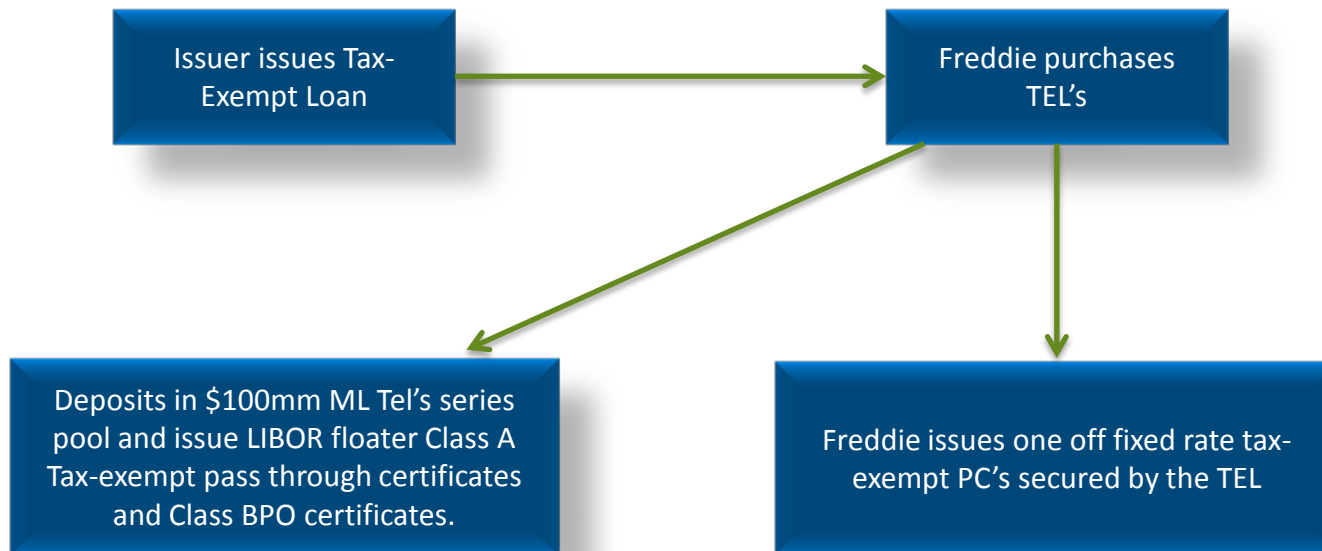 Issuer issues Tax-
Exempt Loan
Freddie purchases
TEL’s
Deposits in $100mm ML Tel’s series
pool and issue LIBOR floater Class A
Tax-exempt pass through certificates
and Class BPO certificates.
Freddie issues one off fixed rate tax-
exempt PC’s secured by the TEL